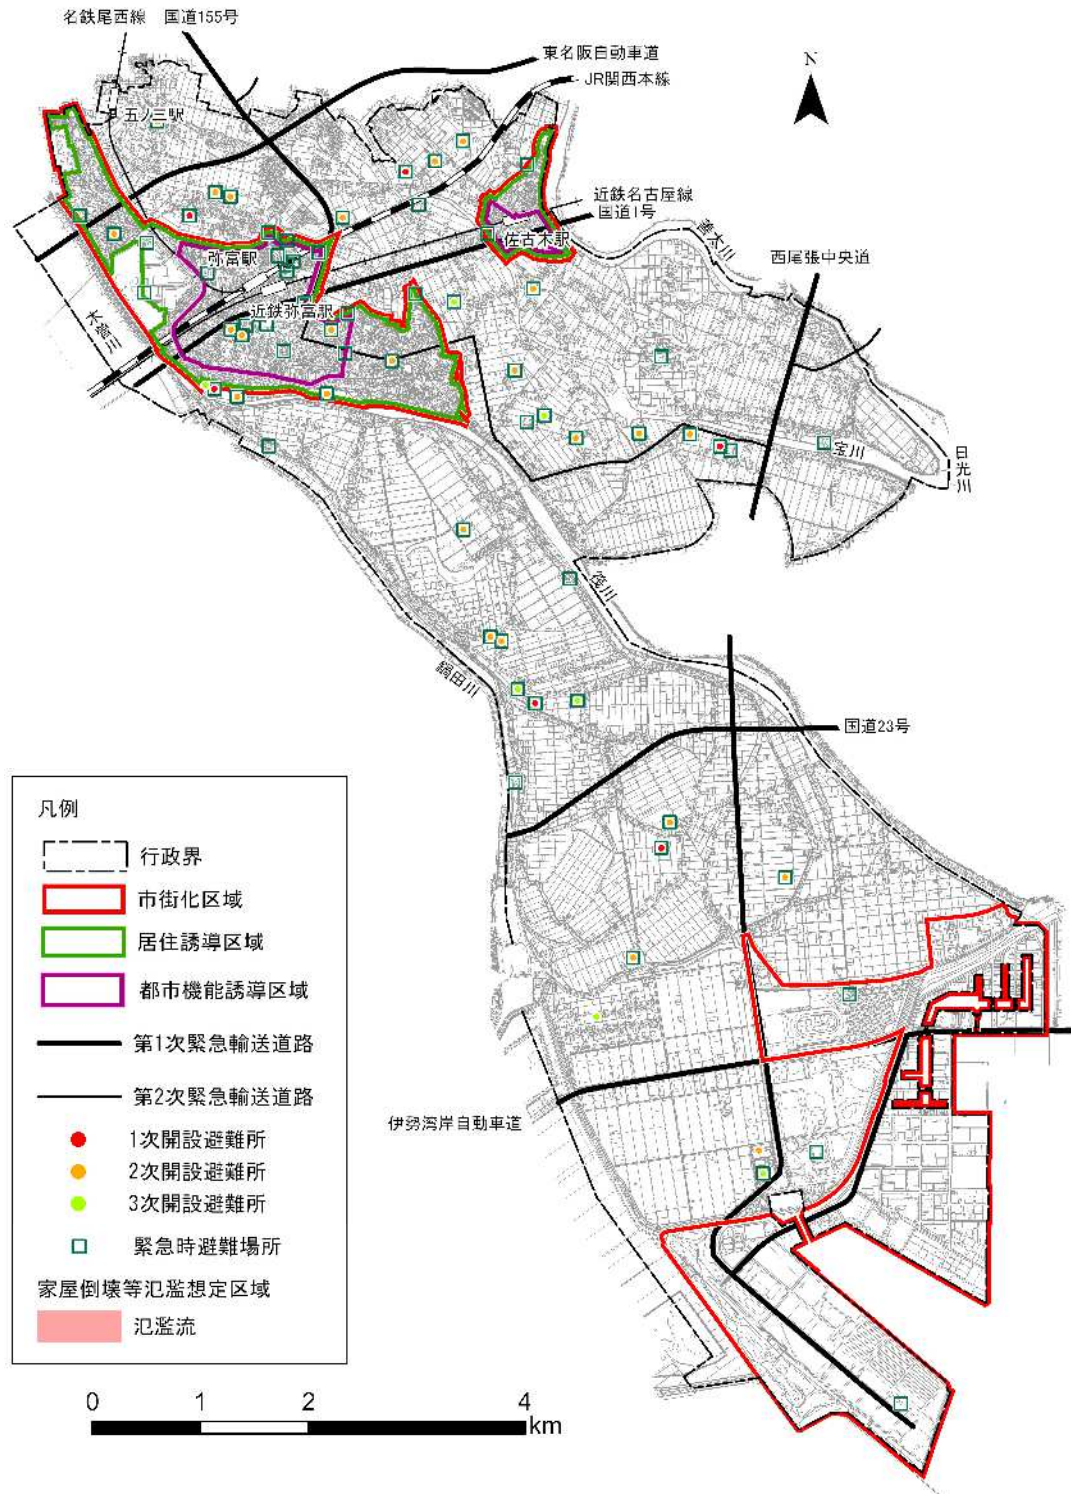 名鉄尾西線 国道155号
東名阪自動車道
JR関西本線
N
五ノ三駅
近鉄名古屋線
国道1号
佐古木駅
善太川
西尾張中央道
弥富駅
近鉄弥富駅
木曽川
宝川
日光川
筏川
鍋田川
国道23号
伊勢湾岸自動車道
凡例
行政界
市街化区域
居住誘導区域
都市機能誘導区域
第1次緊急輸送道路
第2次緊急輸送道路
1次開設避難所
2次開設避難所
3次開設避難所
緊急時避難場所
家屋倒壊等氾濫想定区域
氾濫流
0 1 2 4
km